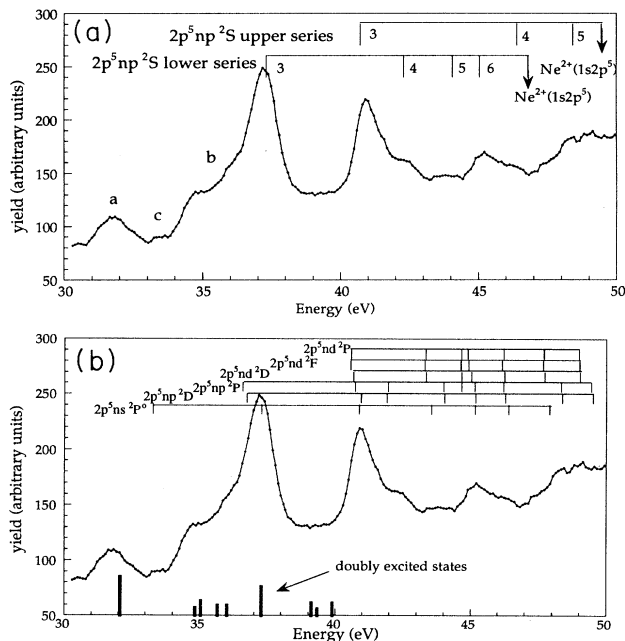 (a)
2p⁵np ²S upper series
3
4
5
2p⁵np ²S lower series
3
4
5
6
Ne²⁺(1s2p⁵)
Ne²⁺(1s2p⁵)
b
a
c
yield (arbitrary units)
300
250
200
150
100
50
30
35
40
45
50
Energy (eV)
(b)
2p⁵nd ²P
2p⁵nd ²F
2p⁵nd ²D
2p⁵np ²P
2p⁵np ²D
2p⁵ns ²Pᵒ
doubly excited states
yield (arbitrary units)
300
250
200
150
100
50
30
35
40
45
50
Energy (eV)